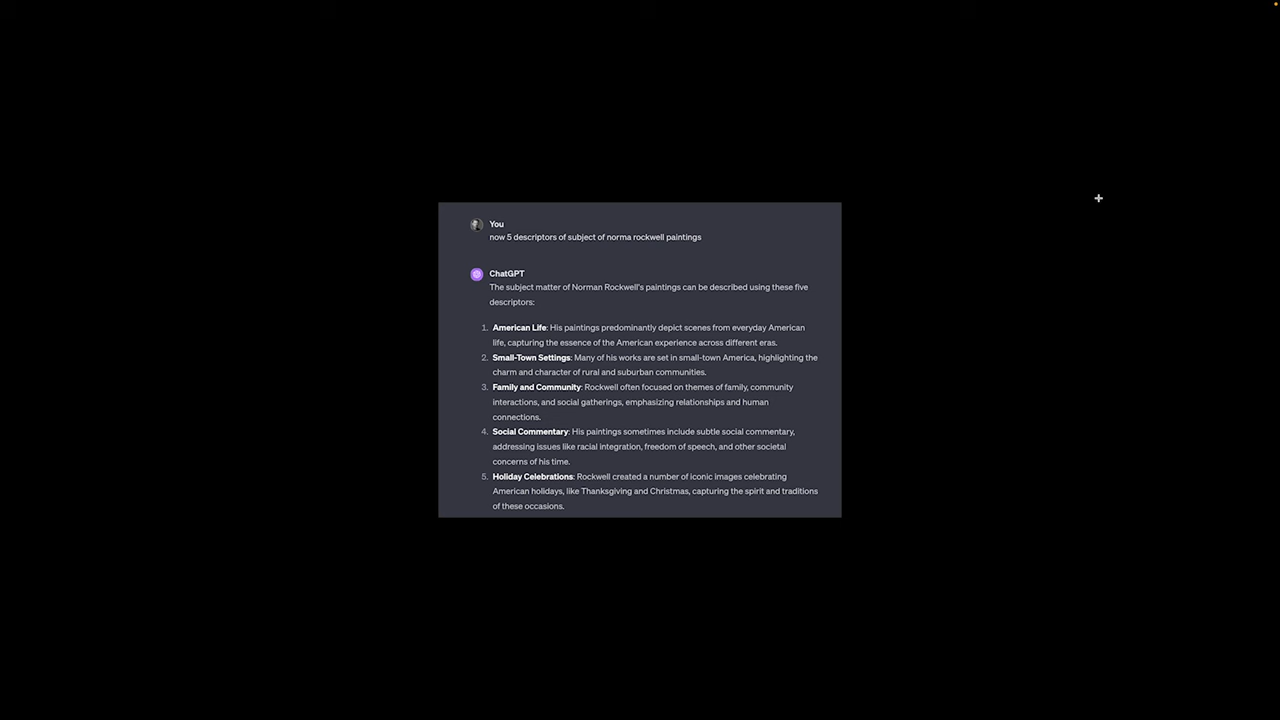 You
now 5 descriptors of subject of norma rockwell paintings
ChatGPT
The subject matter of Norman Rockwell's paintings can be described using these five
descriptors:
1. American Life: His paintings predominantly depict scenes from everyday American
life, capturing the essence of the American experience across different eras.
2. Small-Town Settings: Many of his works are set in small-town America, highlighting the
charm and character of rural and suburban communities.
3. Family and Community: Rockwell often focused on themes of family, community
interactions, and social gatherings, emphasizing relationships and human
connections.
4. Social Commentary: His paintings sometimes include subtle social commentary,
addressing issues like racial integration, freedom of speech, and other societal
concerns of his time.
5. Holiday Celebrations: Rockwell created a number of iconic images celebrating
American holidays, like Thanksgiving and Christmas, capturing the spirit and traditions
of these occasions.